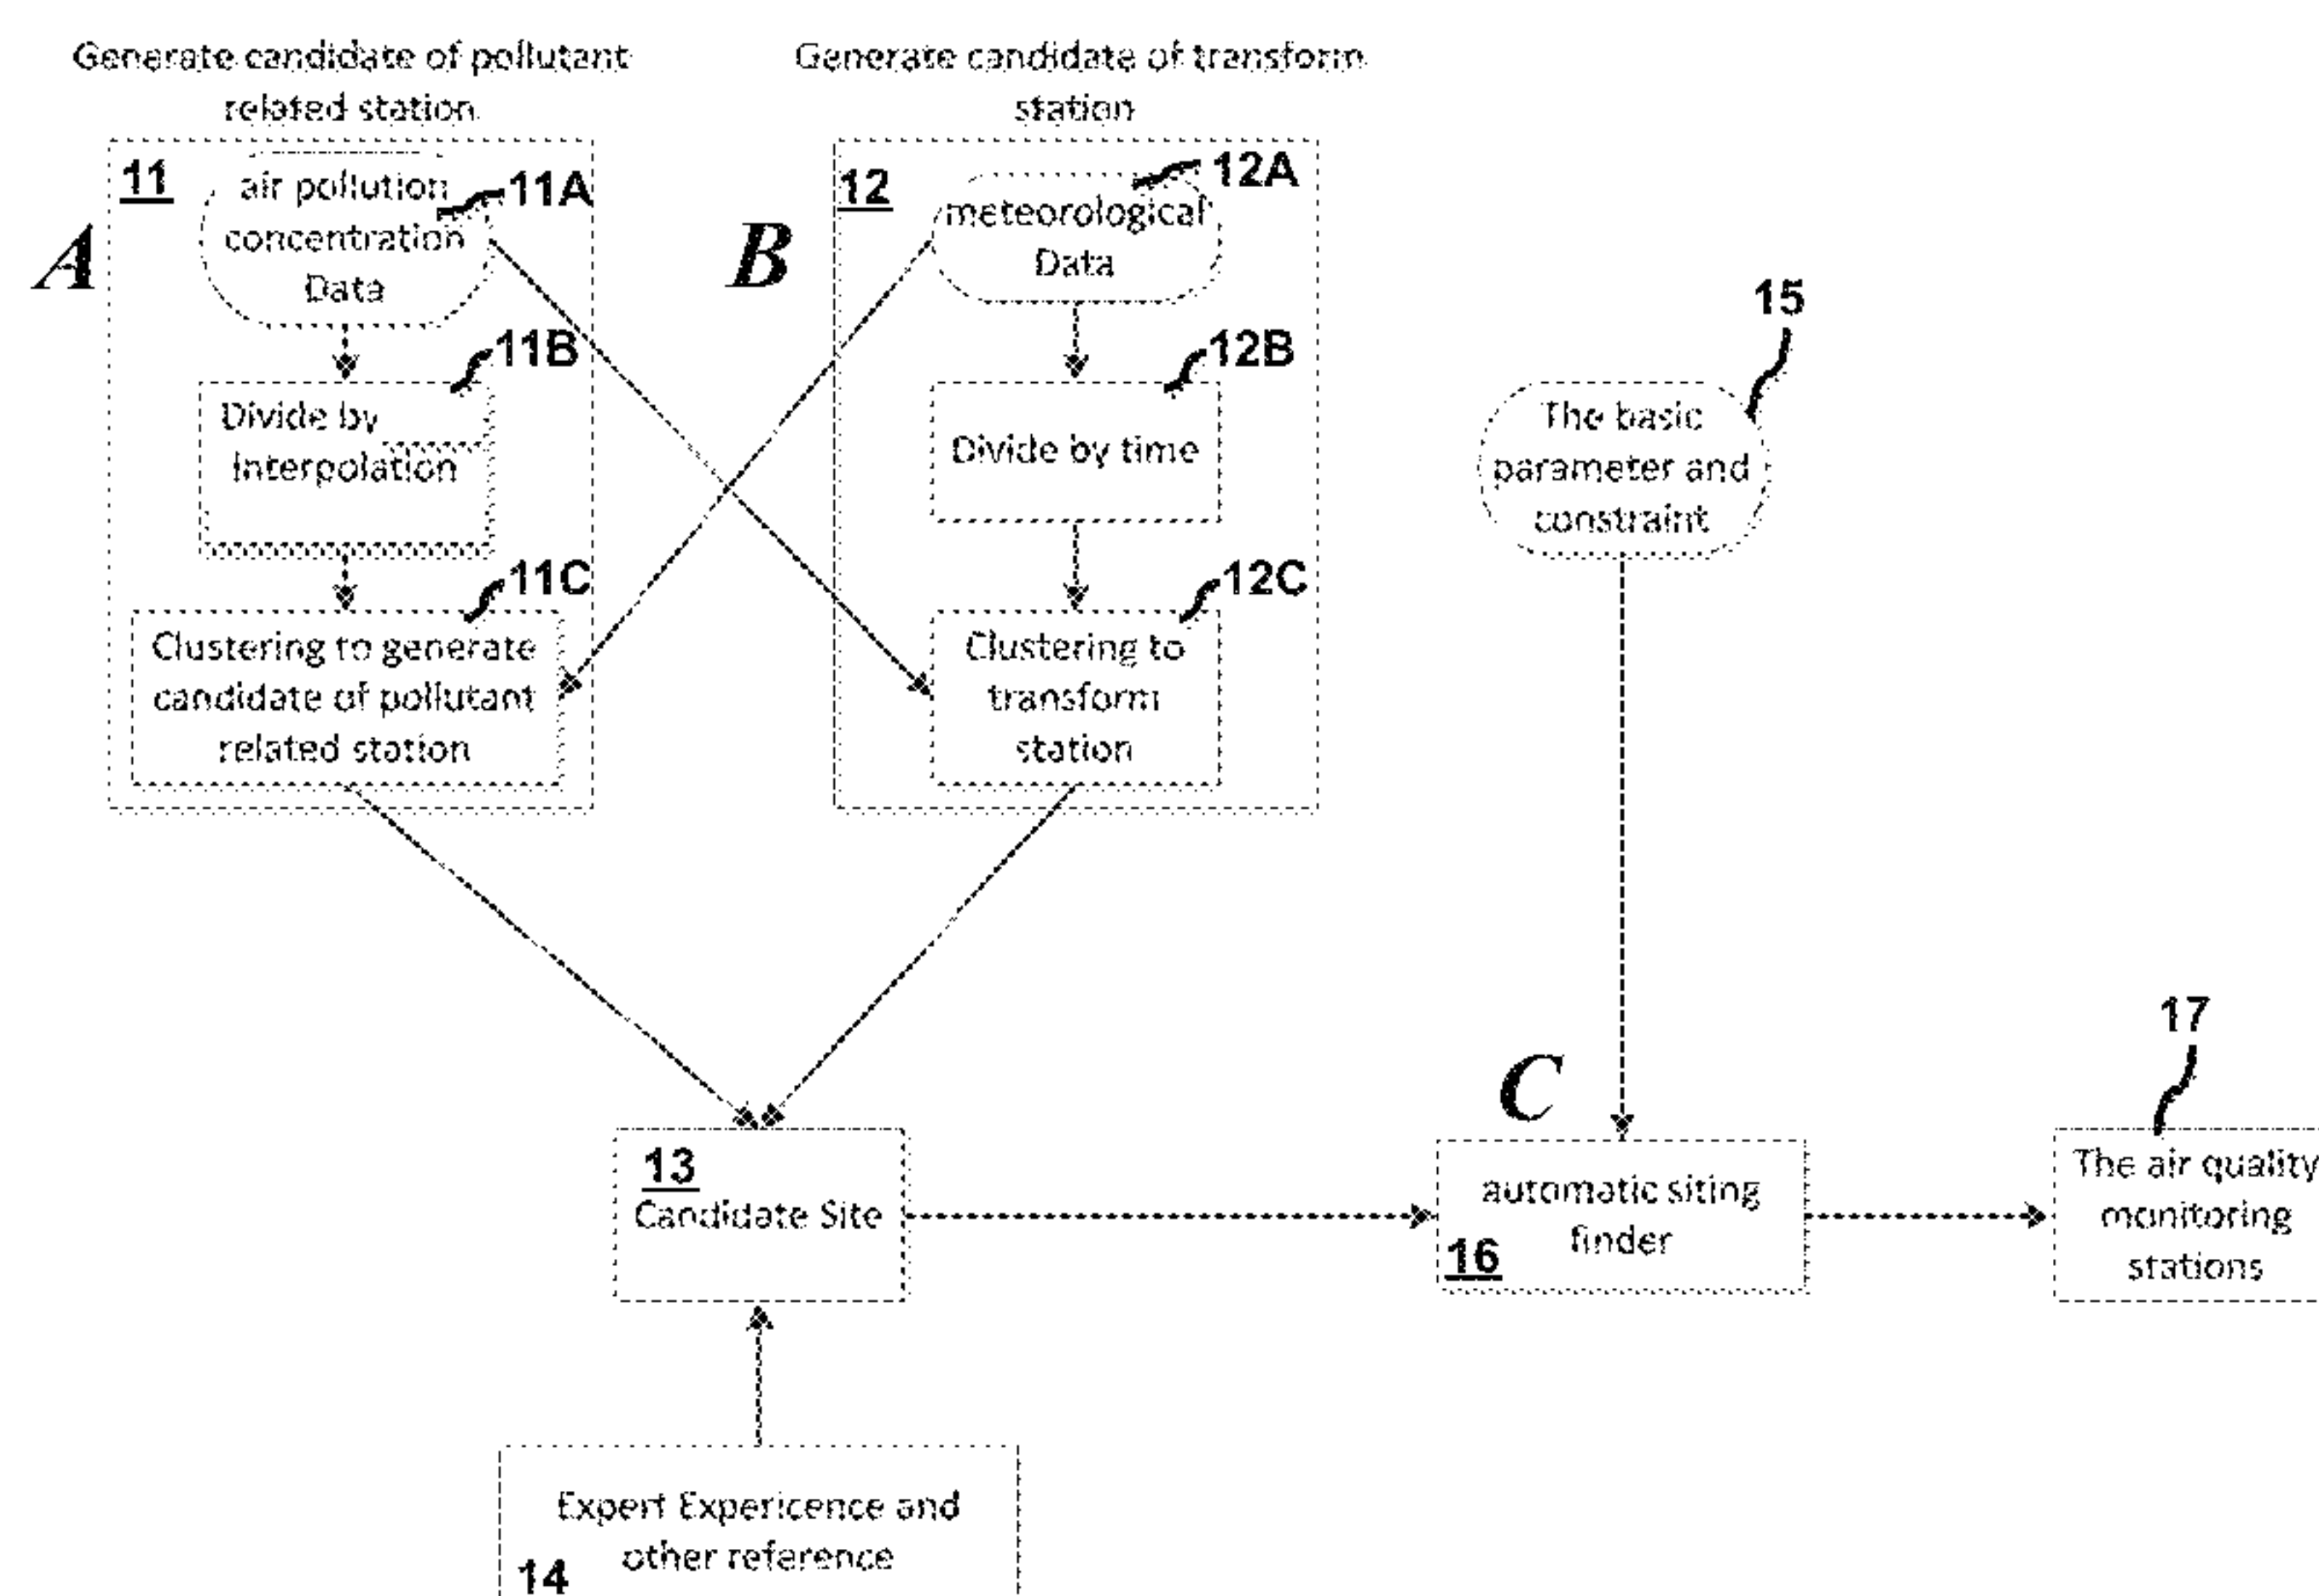 Generate candidate of pollutant
related station
Generate candidate of transform
station
A
11
air pollution
concentration
Data
11A
11B
Divide by
Interpolation
11C
Clustering to generate
candidate of pollutant
related station
B
12
12A
meteorological
Data
12B
Divide by time
12C
Clustering to
transform
station
15
The basic
parameter and
constraint
13
Candidate Site
C
automatic siting
finder
16
17
The air quality
monitoring
stations
Expert Expericence and
other reference
14